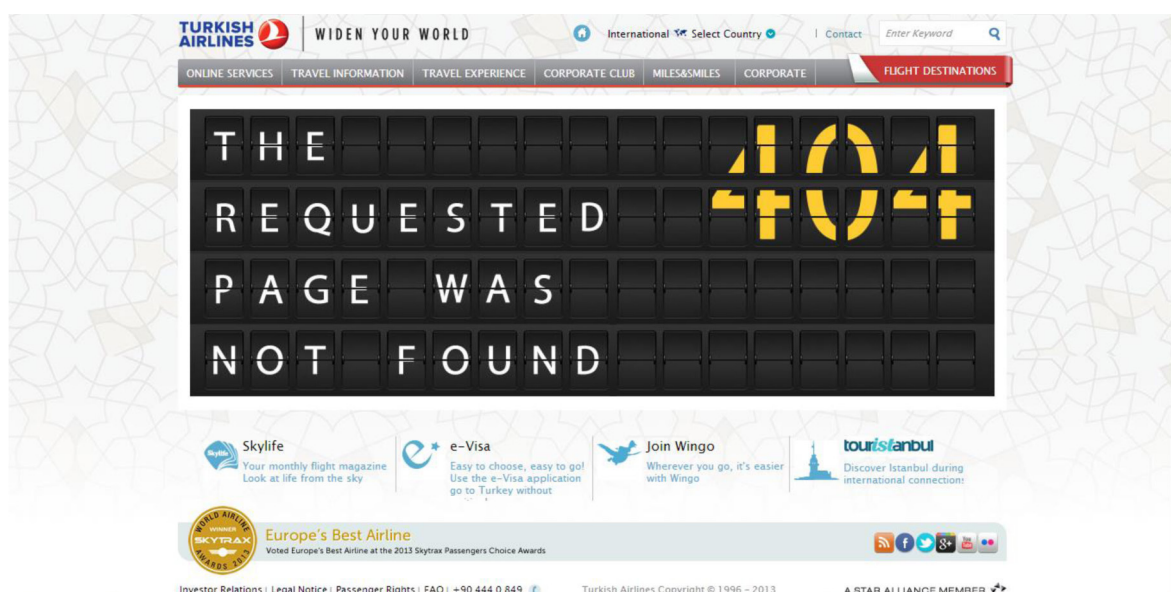 TURKISH
AIRLINES
WIDEN YOUR WORLD
International Select Country
Contact
Enter Keyword
ONLINE SERVICES
TRAVEL INFORMATION
TRAVEL EXPERIENCE
CORPORATE CLUB
MILES&SMILES
CORPORATE
FLIGHT DESTINATIONS
THE
REQUESTED
PAGE WAS
NOT FOUND
404
Skylife
Skylife
Your monthly flight magazine
Look at life from the sky
e-Visa
Easy to choose, easy to go!
Use the e-Visa application
go to Turkey without
Join Wingo
Wherever you go, it's easier
with Wingo
touristanbul
Discover Istanbul during
international connections
WORLD AIRLINE
WINNER
SKYTRAX
AWARDS 2013
Europe's Best Airline
Voted Europe's Best Airline at the 2013 Skytrax Passengers Choice Awards
Investor Relations | Legal Notice | Passenger Rights | FAQ | +90 444 0 849
Turkish Airlines Copyright © 1996 - 2013
A STAR ALLIANCE MEMBER